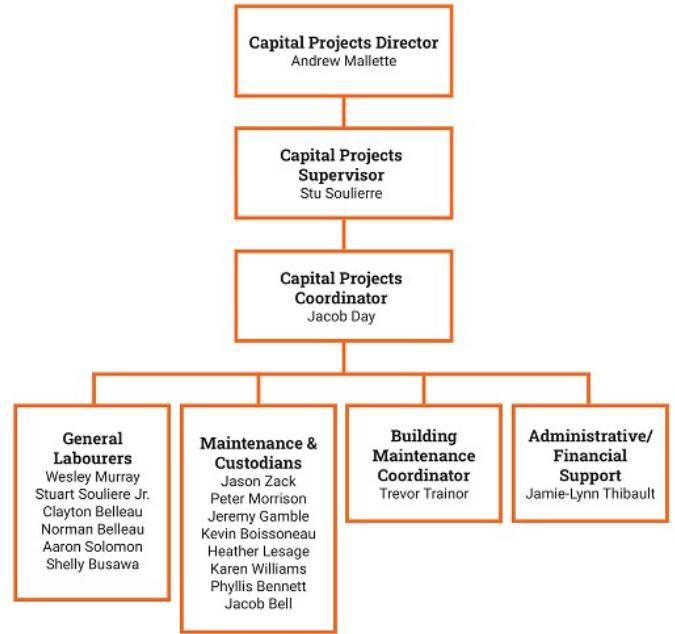 Capital Projects Director
Andrew Mallette
Capital Projects
Supervisor
Stu Soulierre
Capital Projects
Coordinator
Jacob Day
General
Labourers
Wesley Murray
Stuart Souliere Jr.
Clayton Belleau
Norman Belleau
Aaron Solomon
Shelly Busawa
Maintenance &
Custodians
Jason Zack
Peter Morrison
Jeremy Gamble
Kevin Boissoneau
Heather Lesage
Karen Williams
Phyllis Bennett
Jacob Bell
Building
Maintenance
Coordinator
Trevor Trainor
Administrative/
Financial
Support
Jamie-Lynn Thibault